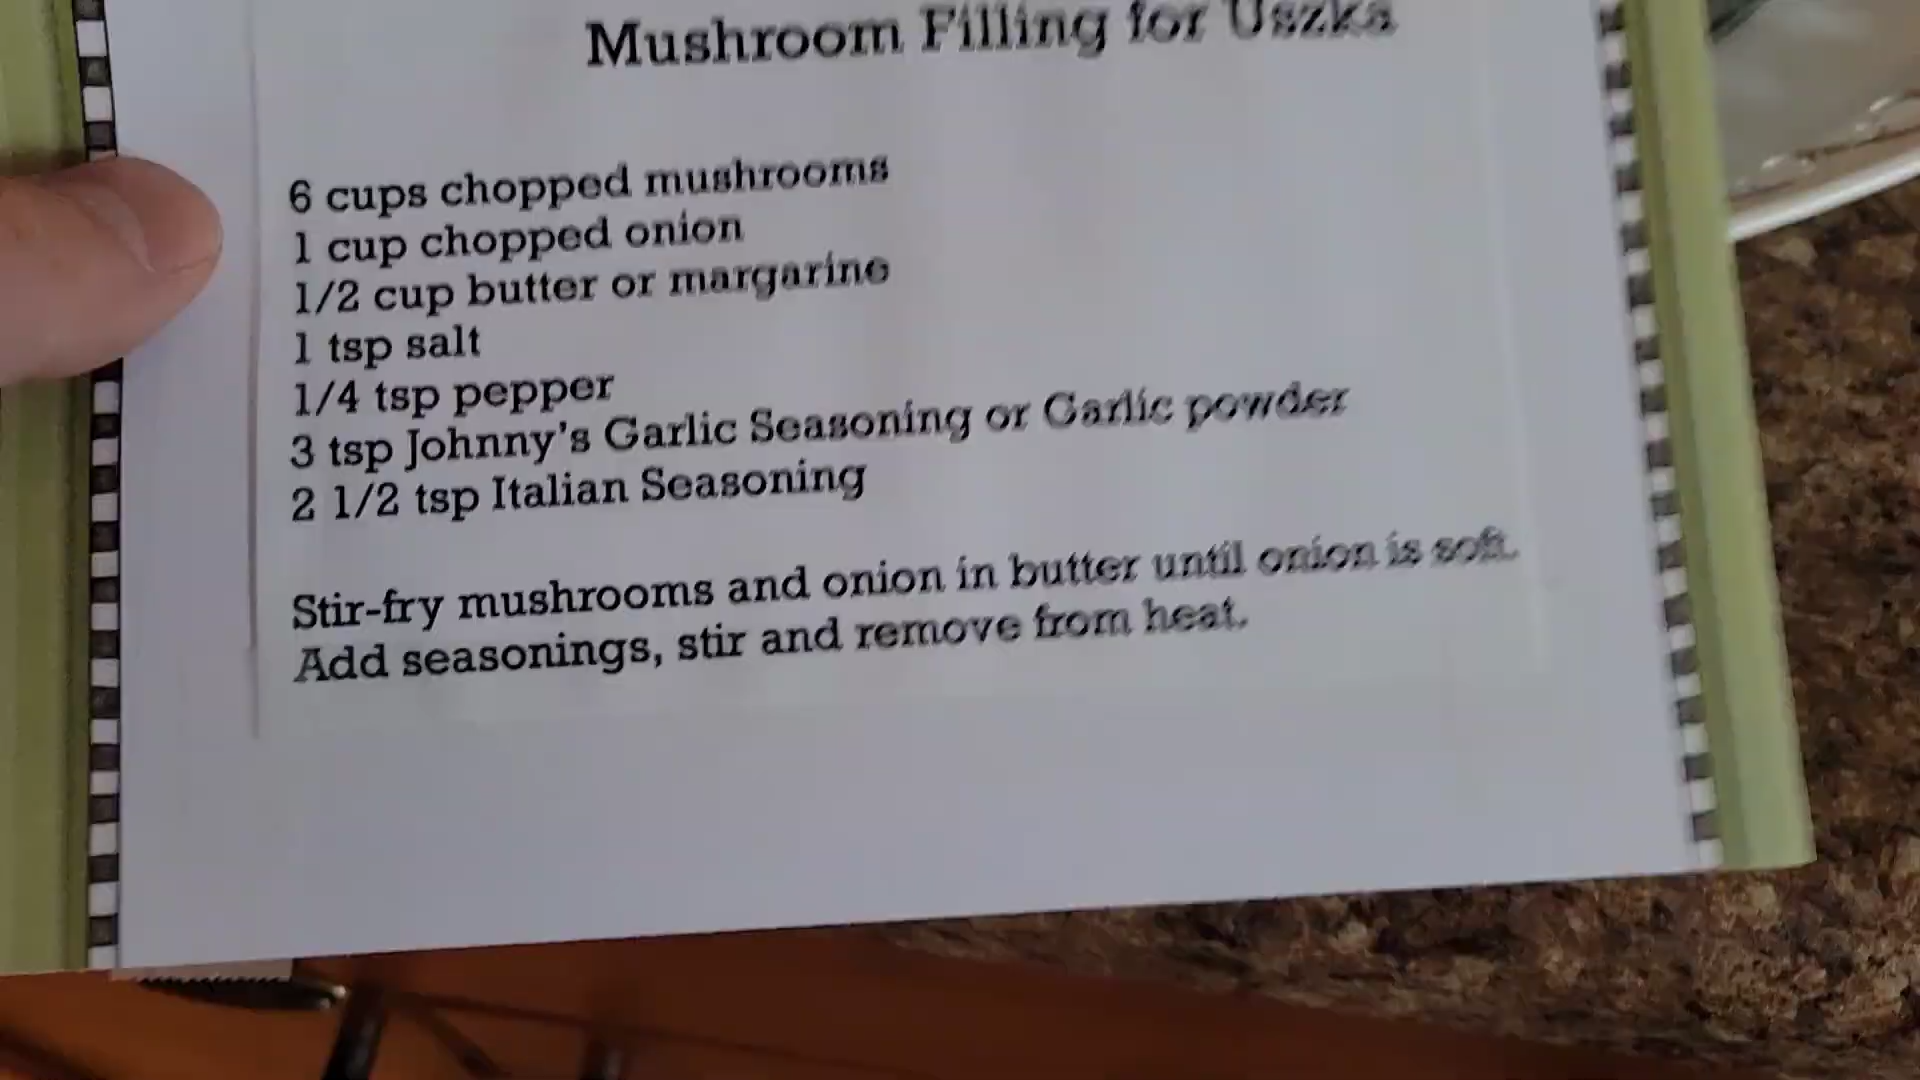 Mushroom Filling for Uszka
6 cups chopped mushrooms
1 cup chopped onion
1/2 cup butter or margarine
1 tsp salt
1/4 tsp pepper
3 tsp Johnny's Garlic Seasoning or Garlic powder
2 1/2 tsp Italian Seasoning
Stir-fry mushrooms and onion in butter until onion is soft.
Add seasonings, stir and remove from heat.